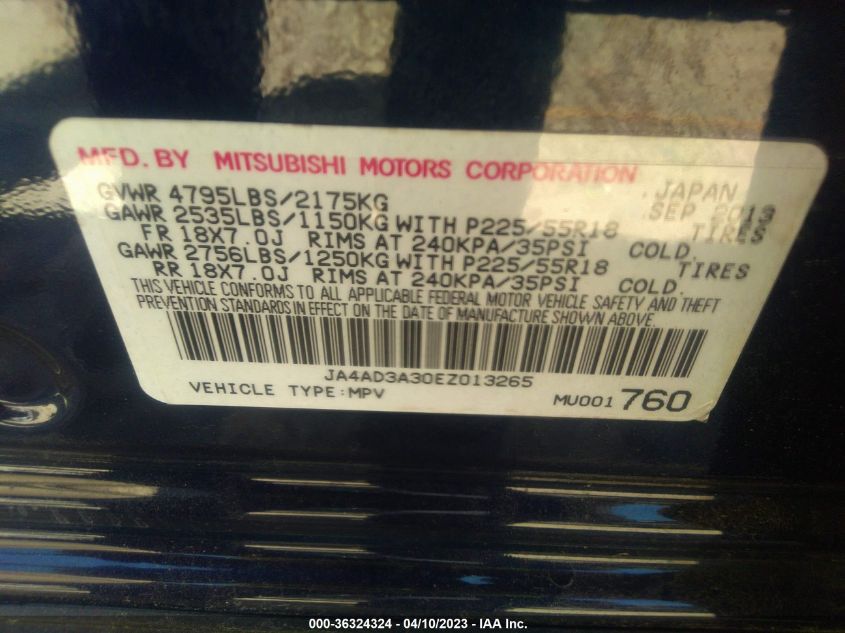 MFD. BY MITSUBISHI MOTORS CORPORATION
JAPAN
GVWR 4795LBS/2175KG
SEP
GAWR 2535LBS/1150KG WITH P225/55R18 TIRES
FR 18X7.0J RIMS AT 240KPA/35PSI COLD.
GAWR 2756LBS/1250KG WITH P225/55R18 TIRES
RR 18X7.0J RIMS AT 240KPA/35PSI COLD.
THIS VEHICLE CONFORMS TO ALL APPLICABLE FEDERAL MOTOR VEHICLE SAFETY AND THEFT
PREVENTION STANDARDS IN EFFECT ON THE DATE OF MANUFACTURE SHOWN ABOVE.
JA4AD3A30EZ013265
VEHICLE TYPE:MPV
MU001 760
000-36324324 - 04/10/2023 - IAA Inc.